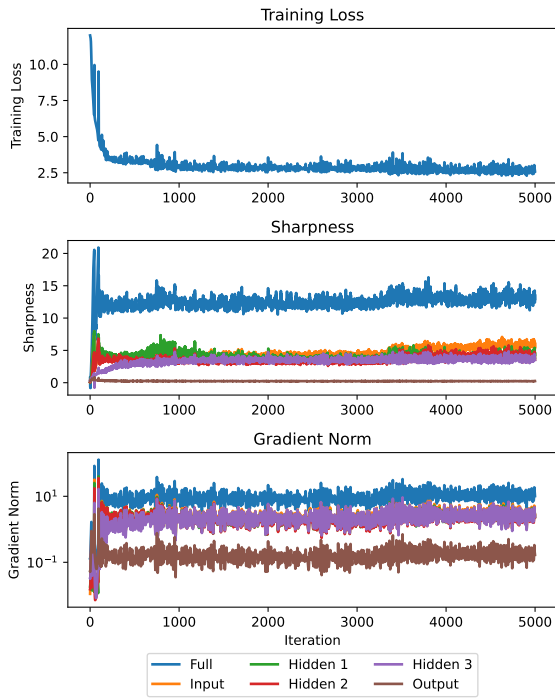 Training Loss
Training Loss
10.0
7.5
5.0
2.5
0 1000 2000 3000 4000 5000
Sharpness
Sharpness
20
15
10
5
0
0 1000 2000 3000 4000 5000
Gradient Norm
Gradient Norm
10¹
10⁻¹
0 1000 2000 3000 4000 5000
Iteration
Full Hidden 1 Hidden 3
Input Hidden 2 Output